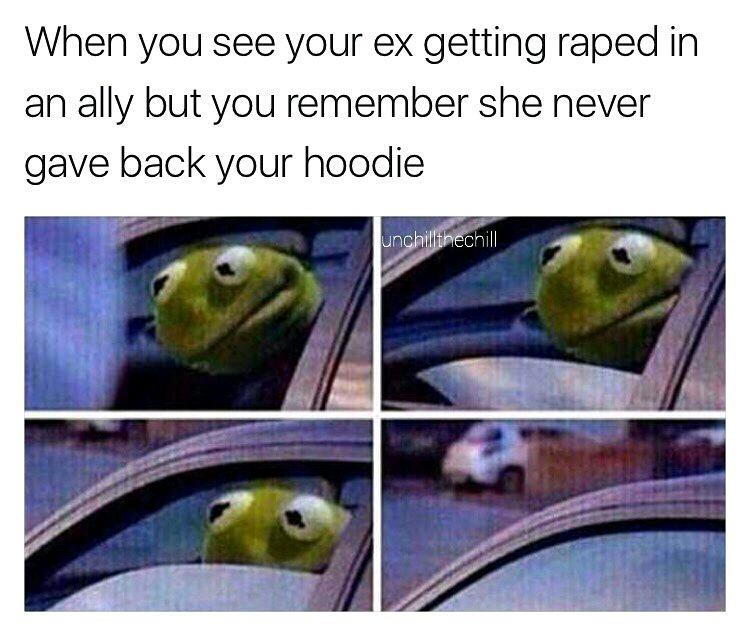 When you see your ex getting raped in
an ally but you remember she never
gave back your hoodie
unchillthechill